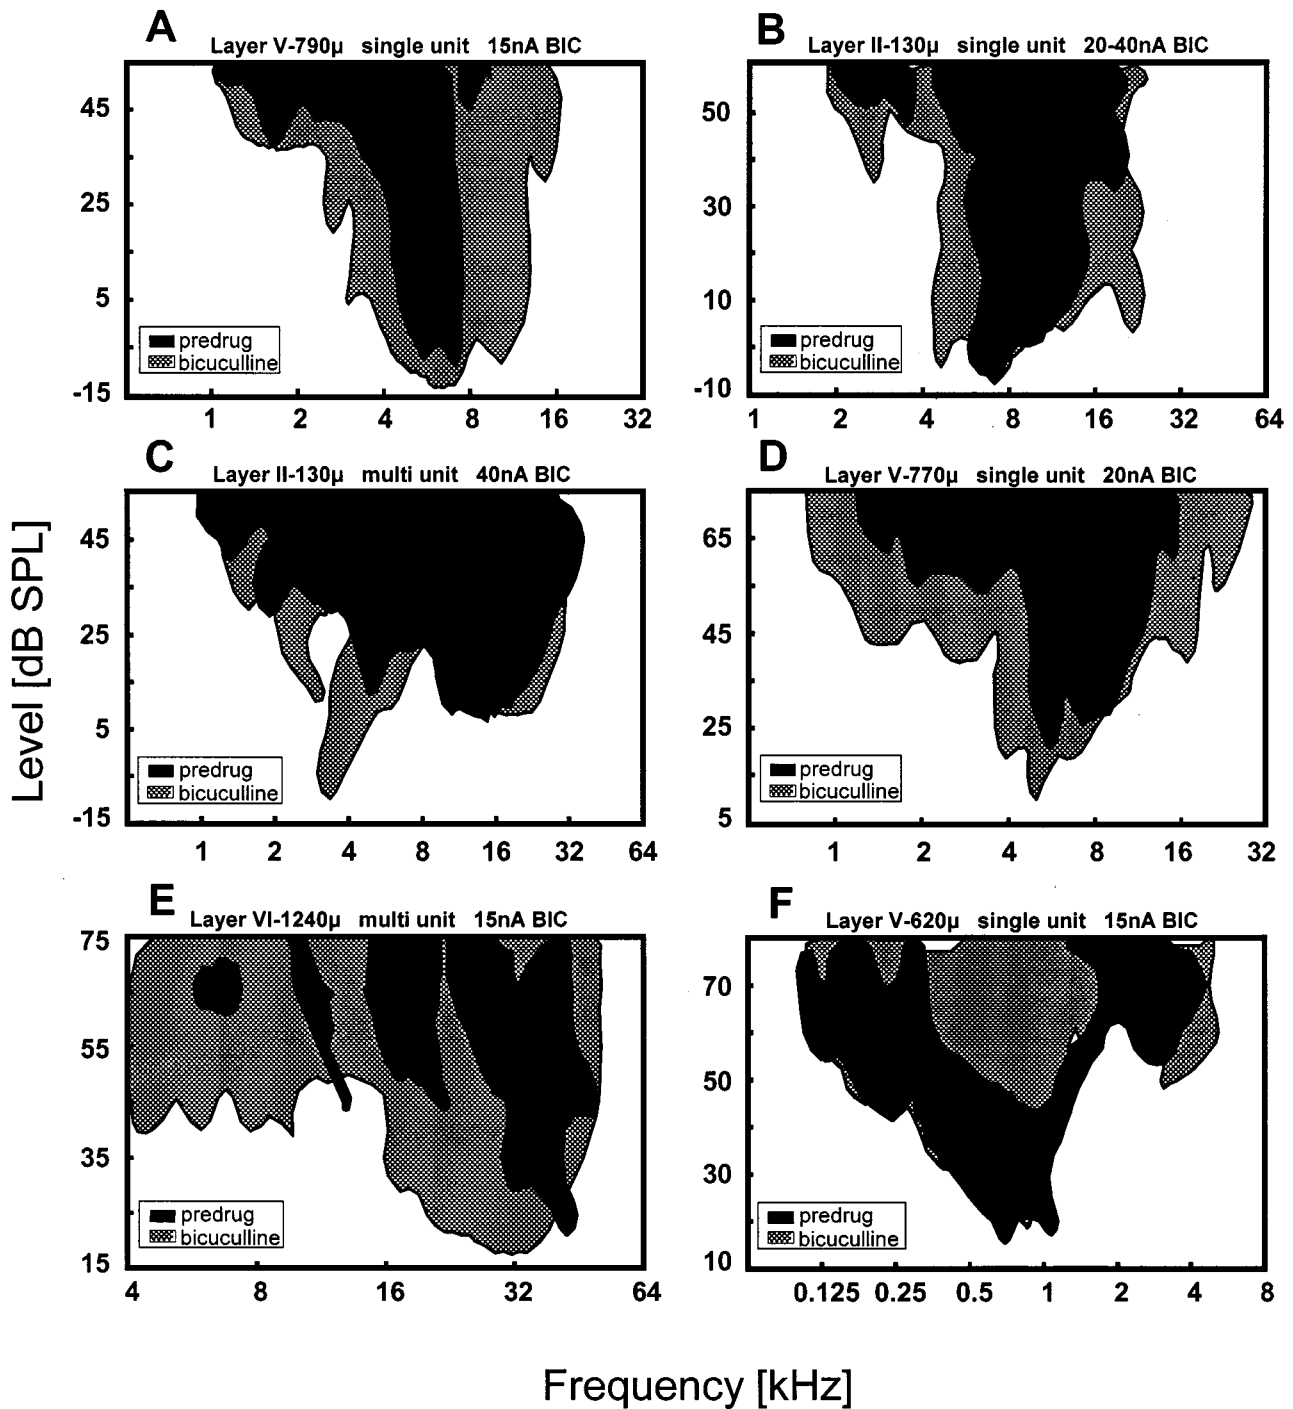 A
Layer V-790µ single unit 15nA BIC
45
25
5
-15
predrug
bicuculline
1 2 4 8 16 32
B
Layer II-130µ single unit 20-40nA BIC
50
30
10
-10
predrug
bicuculline
1 2 4 8 16 32 64
C
Layer II-130µ multi unit 40nA BIC
45
25
5
-15
predrug
bicuculline
1 2 4 8 16 32 64
D
Layer V-770µ single unit 20nA BIC
65
45
25
5
predrug
bicuculline
1 2 4 8 16 32
Level [dB SPL]
E
Layer VI-1240µ multi unit 15nA BIC
75
55
35
15
predrug
bicuculline
4 8 16 32 64
F
Layer V-620µ single unit 15nA BIC
70
50
30
10
predrug
bicuculline
0.125 0.25 0.5 1 2 4 8
Frequency [kHz]